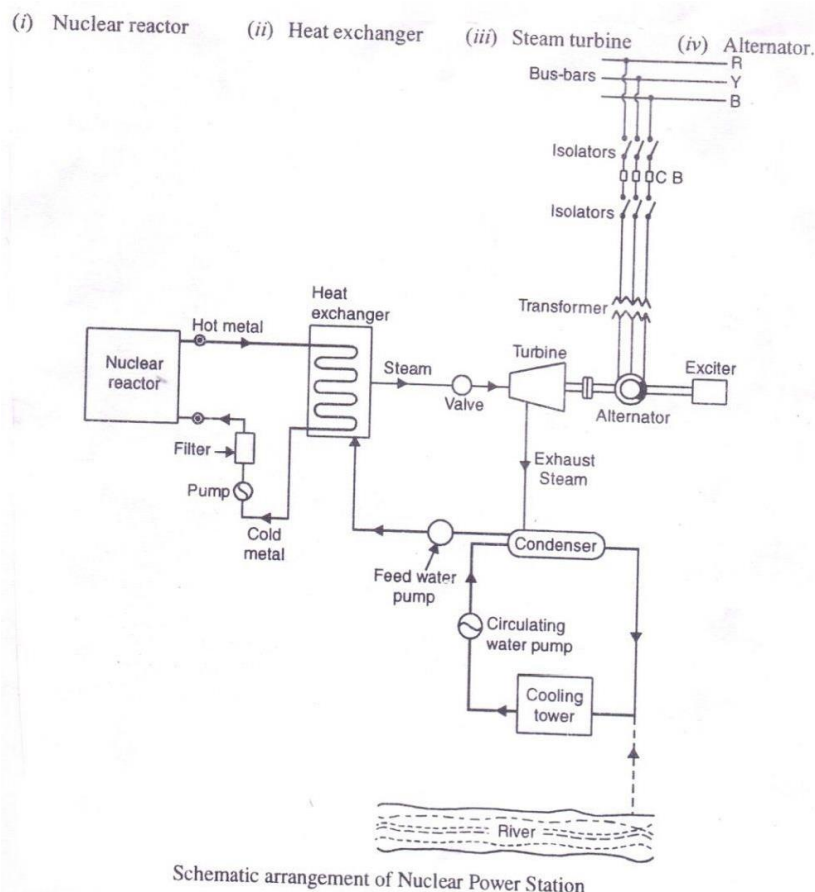 (i) Nuclear reactor (ii) Heat exchanger (iii) Steam turbine (iv) Alternator.
R
Bus-bars
Y
B
Isolators
C B
Isolators
Transformer
Heat
exchanger
Hot metal
Nuclear
reactor
Steam
Valve
Turbine
Exciter
Alternator
Filter
Pump
Cold
metal
Exhaust
Steam
Condenser
Feed water
pump
Circulating
water pump
Cooling
tower
River
Schematic arrangement of Nuclear Power Station